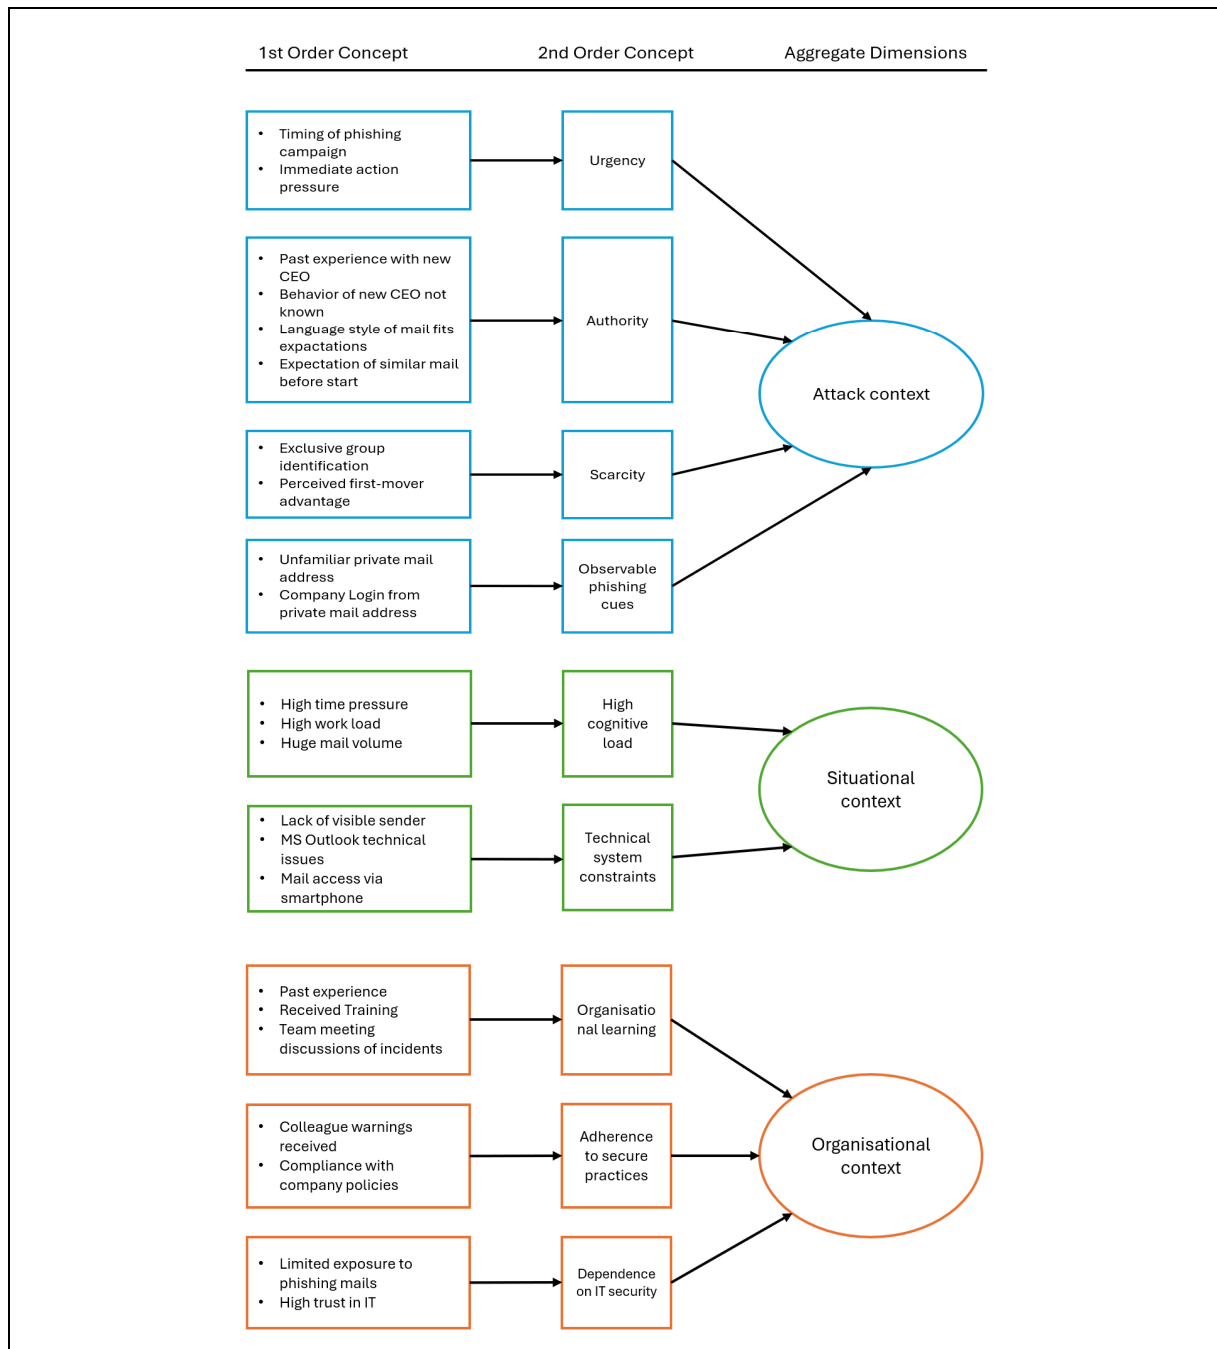 1st Order Concept
2nd Order Concept
Aggregate Dimensions
• Timing of phishing
campaign
• Immediate action
pressure
Urgency
• Past experience with new
CEO
• Behavior of new CEO not
known
• Language style of mail fits
expactations
• Expectation of similar mail
before start
Authority
Attack context
• Exclusive group
identification
• Perceived first-mover
advantage
Scarcity
• Unfamiliar private mail
address
• Company Login from
private mail address
Observable
phishing
cues
• High time pressure
• High work load
• Huge mail volume
High
cognitive
load
Situational
context
• Lack of visible sender
• MS Outlook technical
issues
• Mail access via
smartphone
Technical
system
constraints
• Past experience
• Received Training
• Team meeting
discussions of incidents
Organisatio
nal learning
• Colleague warnings
received
• Compliance with
company policies
Adherence
to secure
practices
Organisational
context
• Limited exposure to
phishing mails
• High trust in IT
Dependence
on IT security